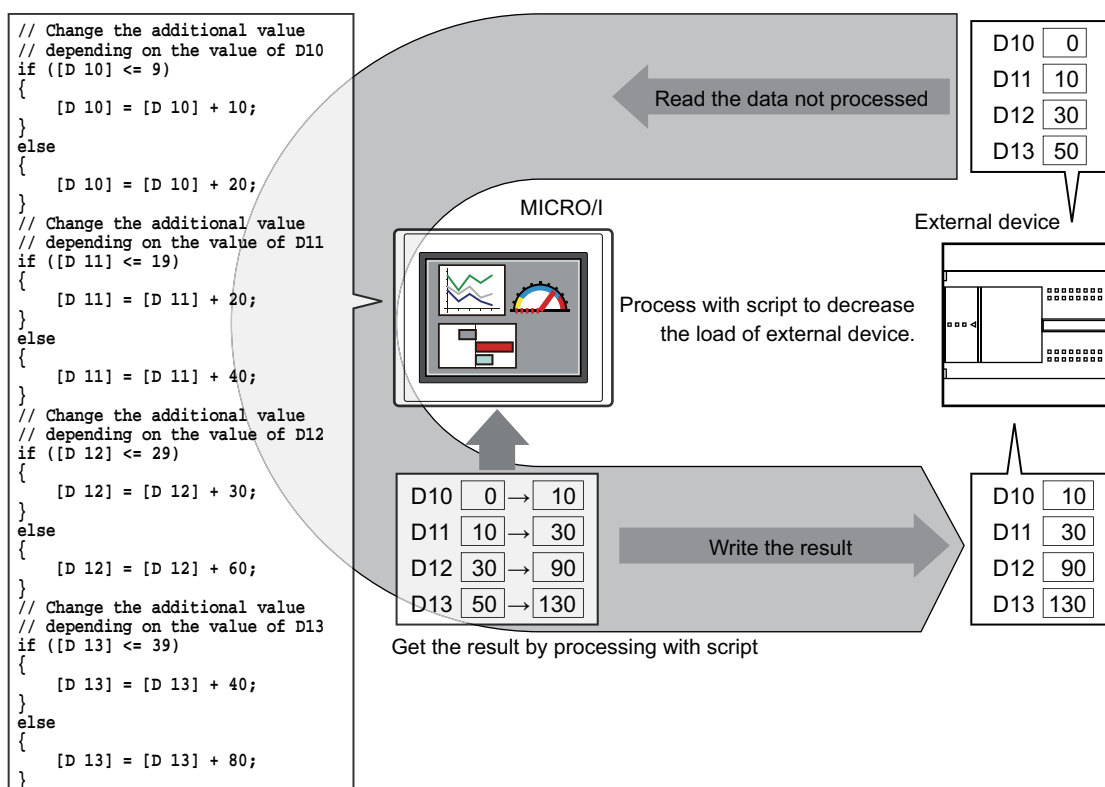 // Change the additional value
// depending on the value of D10
if ([D 10] <= 9)
{
    [D 10] = [D 10] + 10;
}
else
{
    [D 10] = [D 10] + 20;
}
// Change the additional value
// depending on the value of D11
if ([D 11] <= 19)
{
    [D 11] = [D 11] + 20;
}
else
{
    [D 11] = [D 11] + 40;
}
// Change the additional value
// depending on the value of D12
if ([D 12] <= 29)
{
    [D 12] = [D 12] + 30;
}
else
{
    [D 12] = [D 12] + 60;
}
// Change the additional value
// depending on the value of D13
if ([D 13] <= 39)
{
    [D 13] = [D 13] + 40;
}
else
{
    [D 13] = [D 13] + 80;
}
Read the data not processed
D10 0
D11 10
D12 30
D13 50
MICRO/I
External device
Process with script to decrease
the load of external device.
D10 0 → 10
D11 10 → 30
D12 30 → 90
D13 50 → 130
Get the result by processing with script
Write the result
D10 10
D11 30
D12 90
D13 130